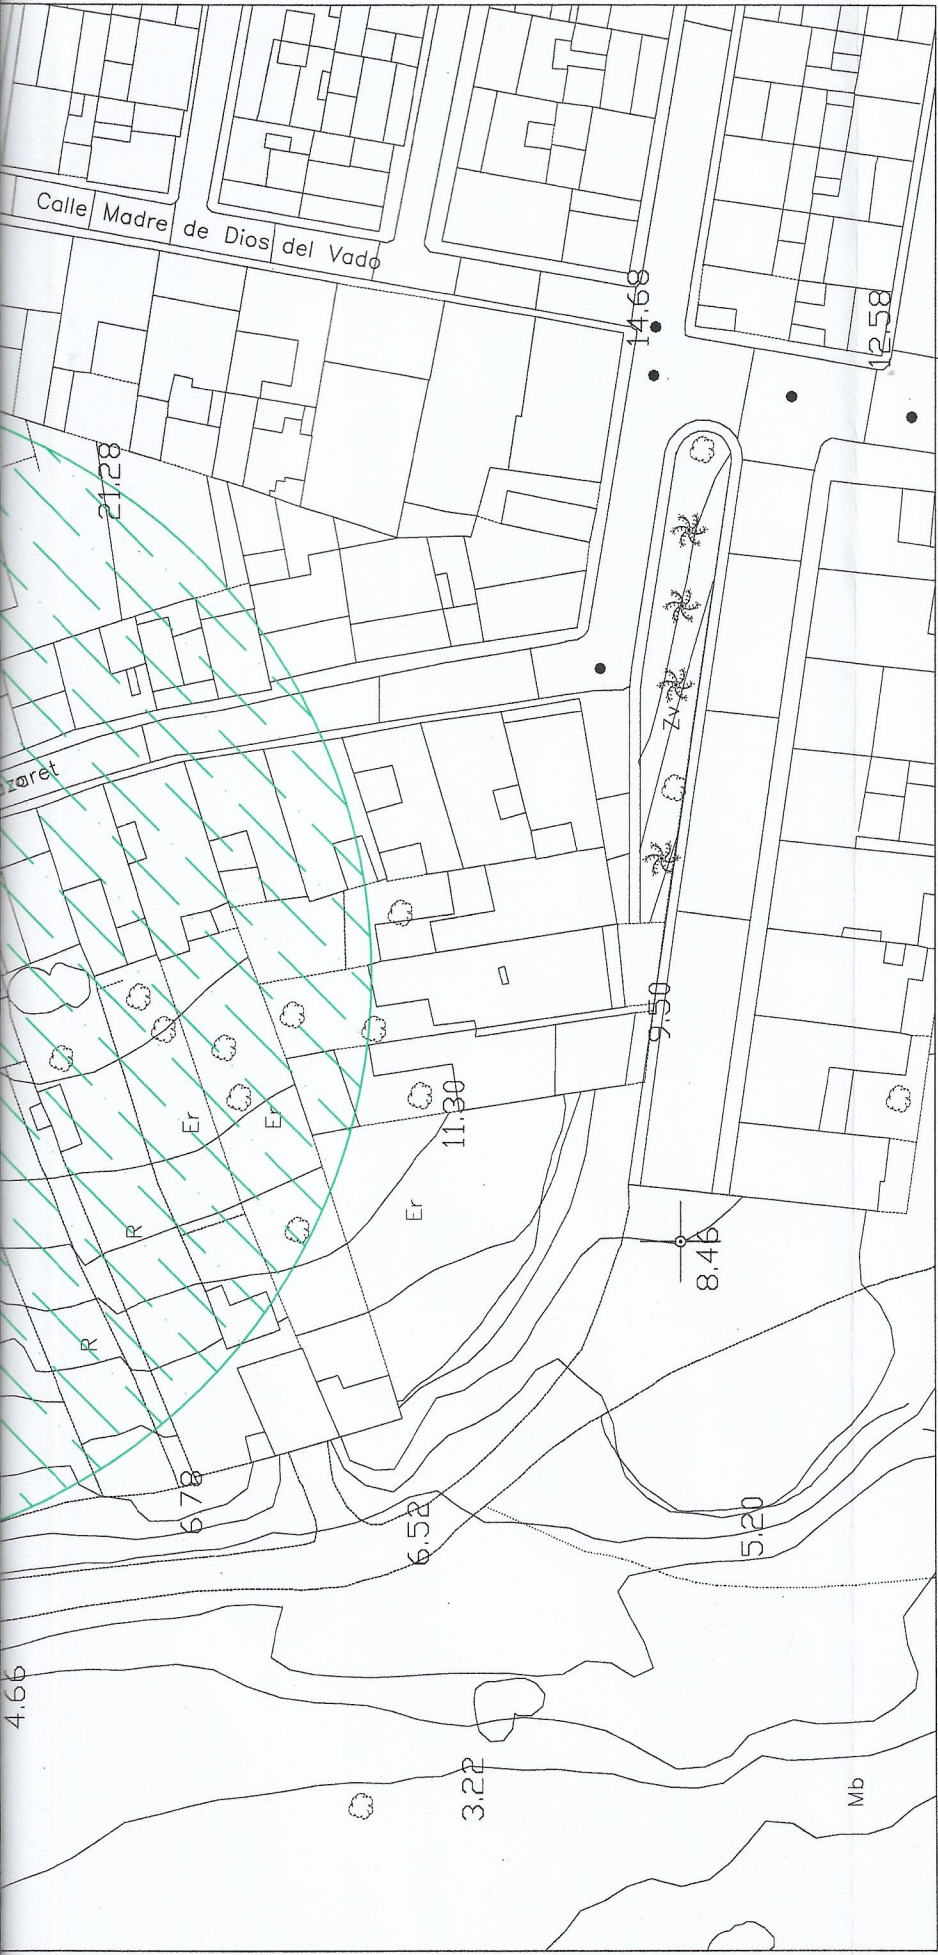 Calle Madre de Dios del Vado
14.68
12.58
21.28
Zv
zaret
9.50
11.30
Er
Er
Er
R
8.46
R
6.78
6.52
5.20
4.66
3.22
Mb